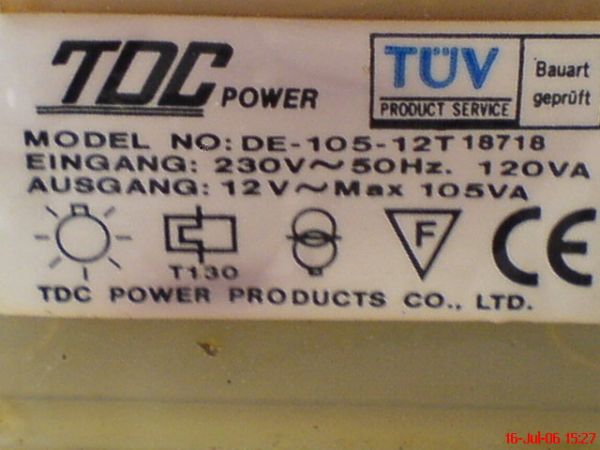 TDC POWER
TÜV
PRODUCT SERVICE
Bauart
geprüft
MODEL NO: DE-105-12T 18718
EINGANG: 230V~50Hz. 120VA
AUSGANG: 12V~Max 105VA
T130
F
CE
TDC POWER PRODUCTS CO., LTD.
16-Jul-06 15:27